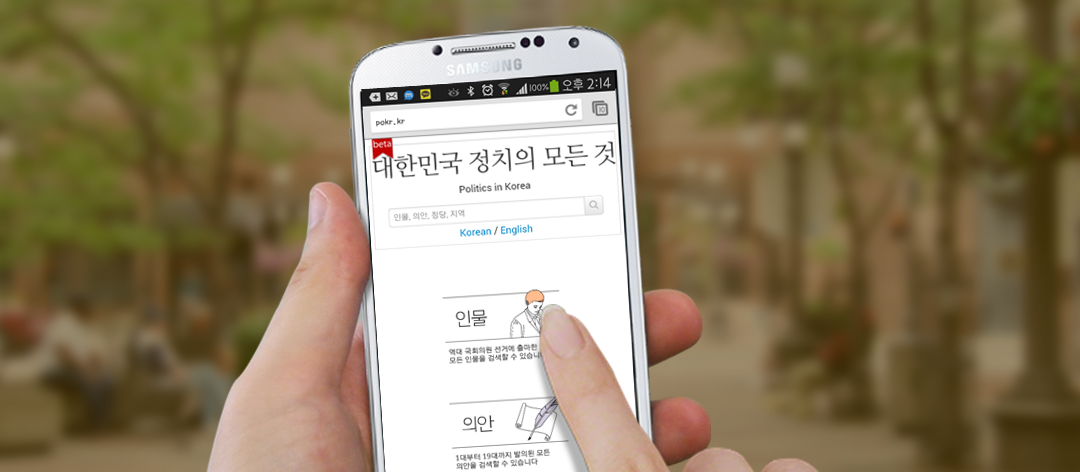 SAMSUNG
100% 오후 2:14
pokr.kr
beta
대한민국 정치의 모든 것
Politics in Korea
인물, 의안, 정당, 지역
Korean / English
인물
역대 국회의원 선거에 출마한
모든 인물을 검색할 수 있습니
의안
1대부터 19대까지 발의된 모든
의안을 검색할 수 있습니다